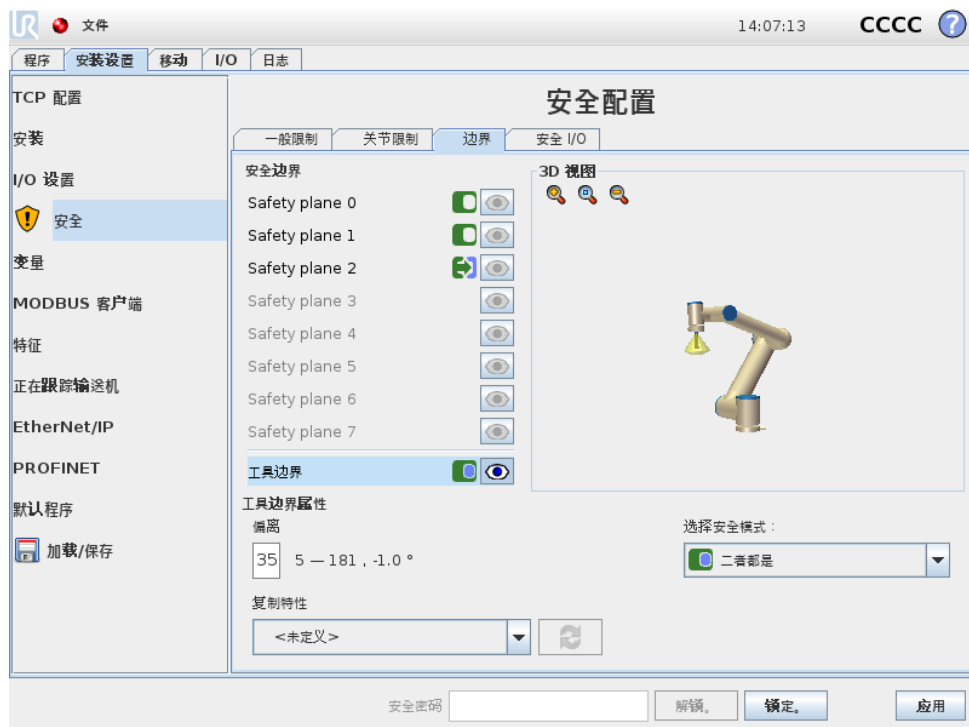 UR 文件 14:07:13 CCCC ?
程序 安装设置 移动 I/O 日志
TCP 配置
安装
I/O 设置
安全
变量
MODBUS 客户端
特征
正在跟踪输送机
EtherNet/IP
PROFINET
默认程序
加载/保存
安全配置
一般限制 关节限制 边界 安全 I/O
安全边界
Safety plane 0
Safety plane 1
Safety plane 2
Safety plane 3
Safety plane 4
Safety plane 5
Safety plane 6
Safety plane 7
工具边界
3D 视图
工具边界属性
偏离
35 5 — 181 , -1.0 °
选择安全模式 :
二者都是
复制特性
<未定义>
安全密码 解锁。 锁定。 应用